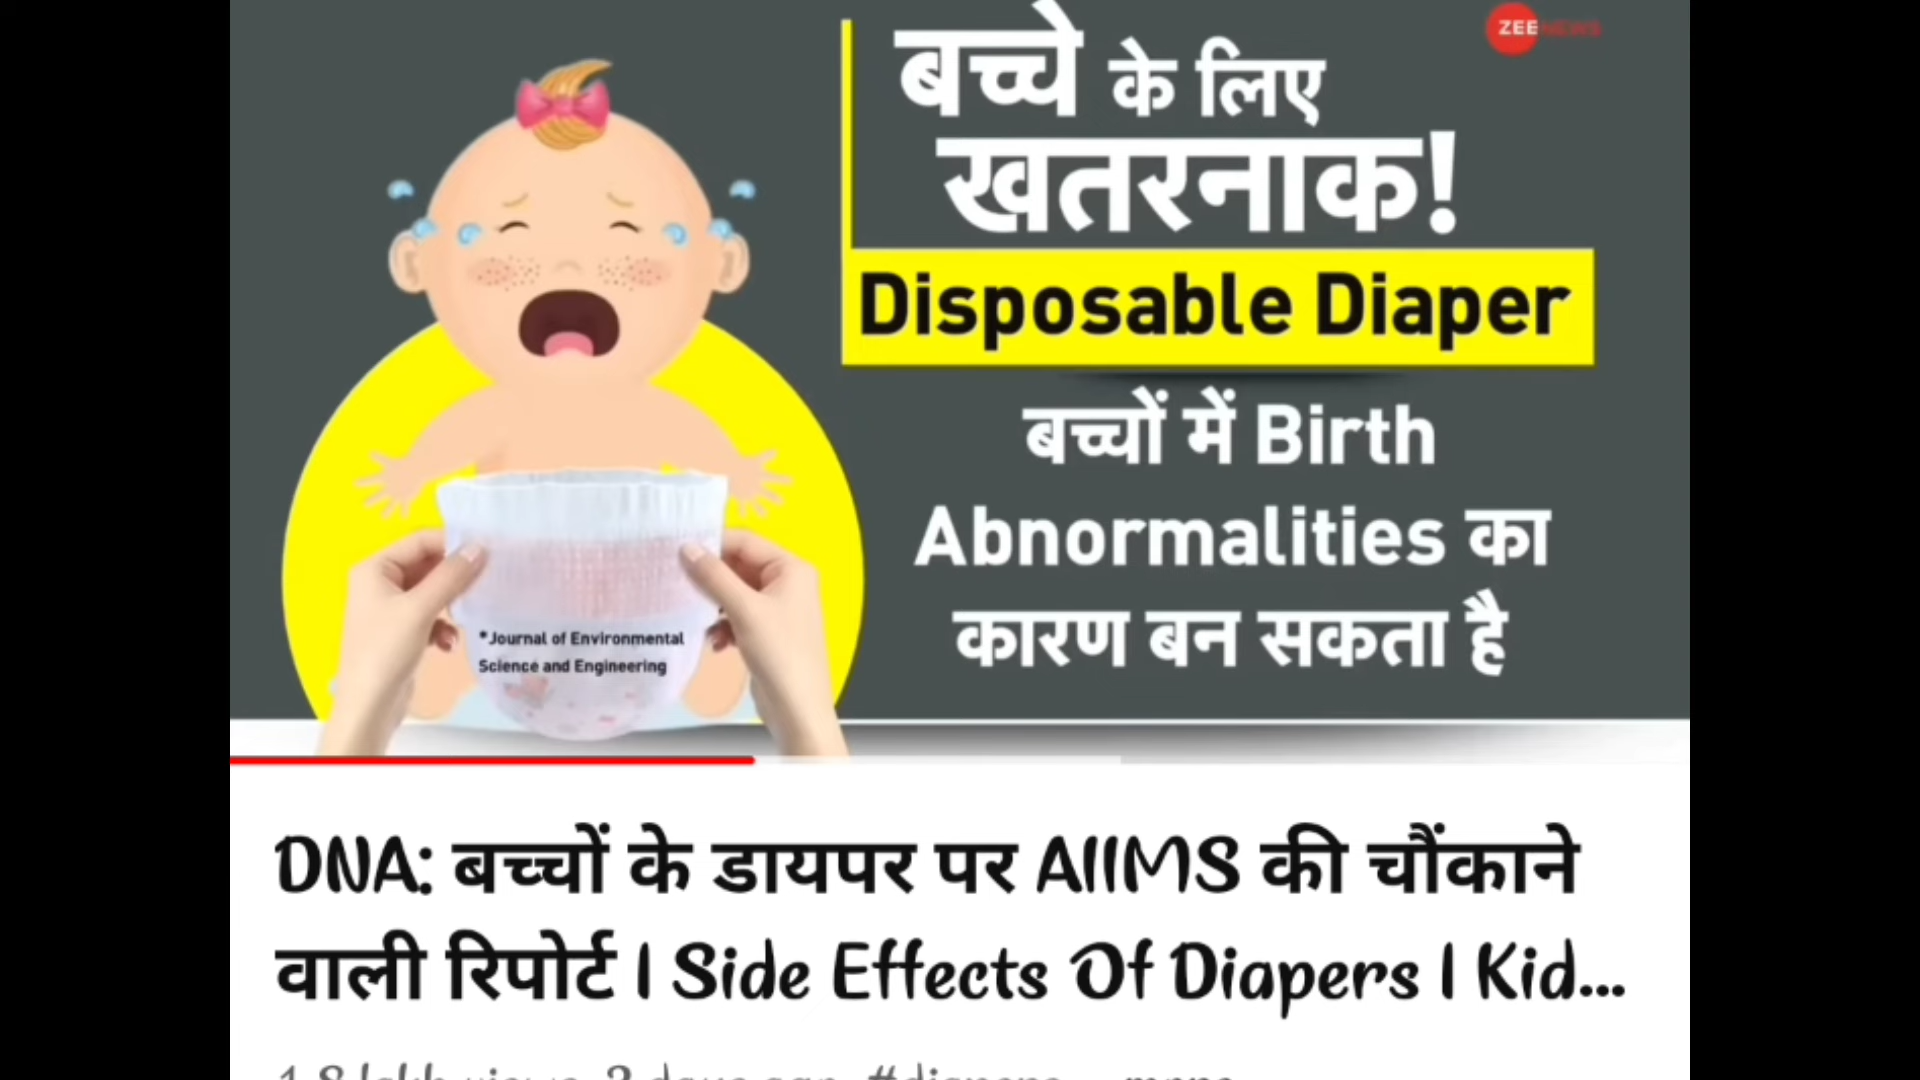 ZEE NEWS
बच्चे के लिए
खतरनाक!
Disposable Diaper
बच्चों में Birth
Abnormalities का
कारण बन सकता है
*Journal of Environmental
Science and Engineering
DNA: बच्चों के डायपर पर AIIMS की चौंकाने
वाली रिपोर्ट I Side Effects Of Diapers I Kid...